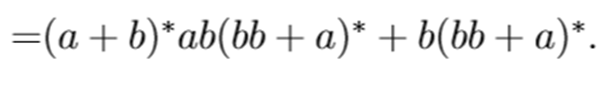 =(a + b)*ab(bb + a)* + b(bb + a)*.